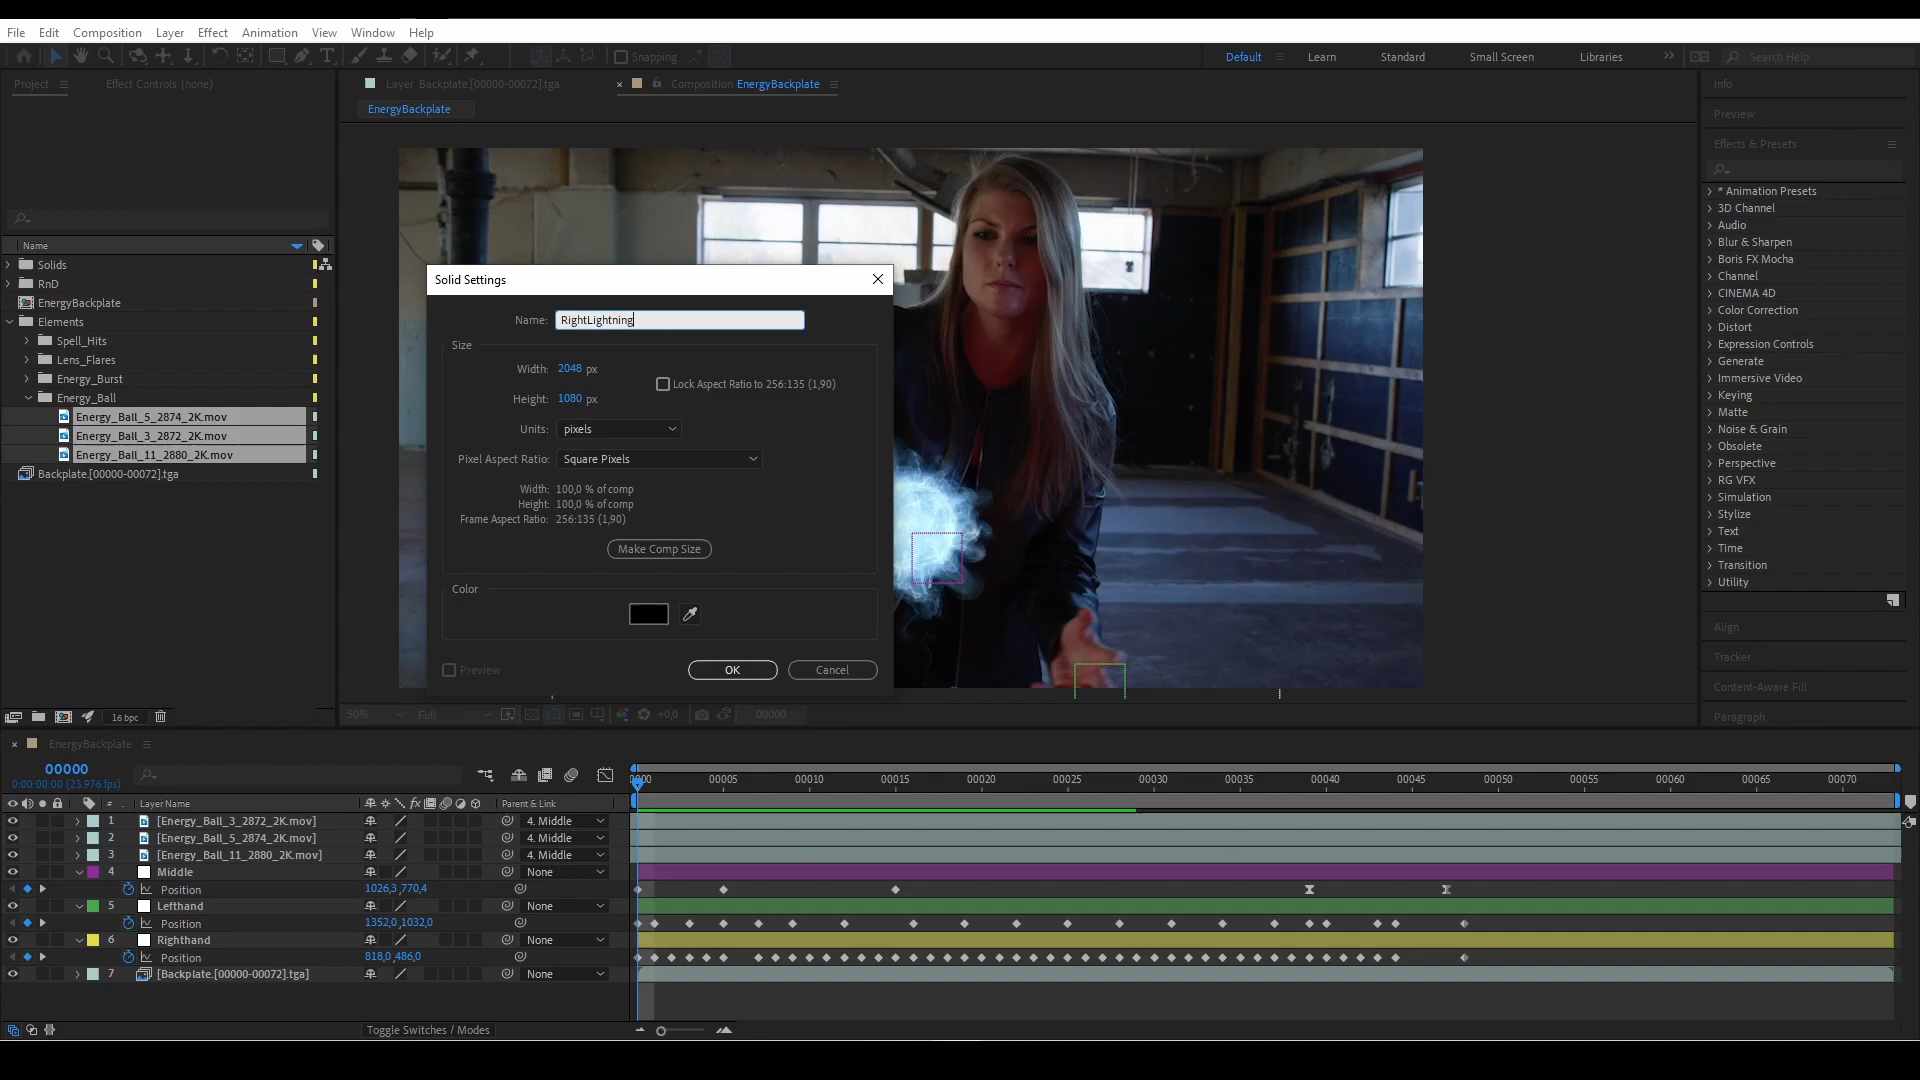 File Edit Composition Layer Effect Animation View Window Help
Snapping Default Learn Standard Small Screen Libraries Search Help
Project Effect Controls (none) Layer Backplate.[00000-00072].tga Composition EnergyBackplate Info
EnergyBackplate
Preview
Effects & Presets
* Animation Presets
3D Channel
Audio
Blur & Sharpen
Boris FX Mocha
Channel
CINEMA 4D
Color Correction
Distort
Expression Controls
Generate
Immersive Video
Keying
Matte
Noise & Grain
Obsolete
Perspective
RG VFX
Simulation
Stylize
Text
Time
Transition
Utility
Align
Tracker
Content-Aware Fill
Paragraph
Name
Solids
RnD
EnergyBackplate
Elements
Spell_Hits
Lens_Flares
Energy_Burst
Energy_Ball
Energy_Ball_5_2874_2K.mov
Energy_Ball_3_2872_2K.mov
Energy_Ball_11_2880_2K.mov
Backplate.[00000-00072].tga
16 bpc
Solid Settings
Name: RightLightning
Size
Width: 2048 px
Lock Aspect Ratio to 256:135 (1,90)
Height: 1080 px
Units: pixels
Pixel Aspect Ratio: Square Pixels
Width: 100,0 % of comp
Height: 100,0 % of comp
Frame Aspect Ratio: 256:135 (1,90)
Make Comp Size
Color
Preview OK Cancel
50% Full +0,0 00000
EnergyBackplate
00000
0:00:00:00 (23.976 fps)
000 00005 00010 00015 00020 00025 00030 00035 00040 00045 00050 00055 00060 00065 00070
# Layer Name fx Parent & Link
1 [Energy_Ball_3_2872_2K.mov] 4. Middle
2 [Energy_Ball_5_2874_2K.mov] 4. Middle
3 [Energy_Ball_11_2880_2K.mov] 4. Middle
4 Middle None
Position 1026,3,770,4
5 Lefthand None
Position 1352,0,1032,0
6 Righthand None
Position 818,0,486,0
7 [Backplate.[00000-00072].tga] None
Toggle Switches / Modes